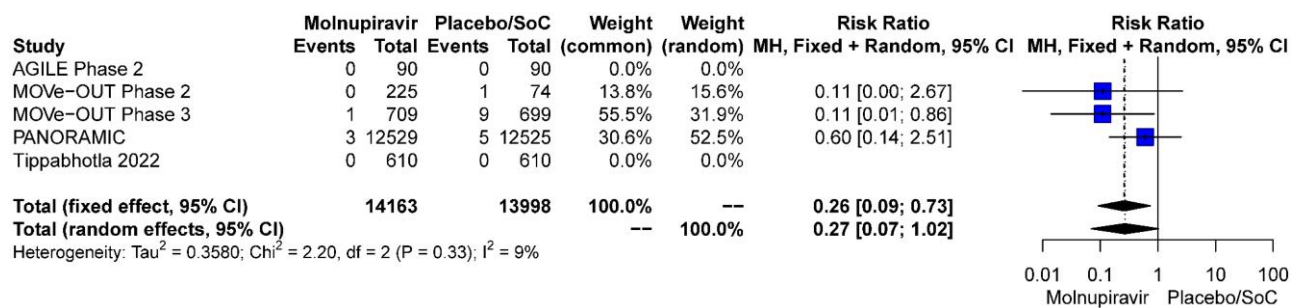 Molnupiravir Placebo/SoC Weight Weight Risk Ratio Risk Ratio
Study Events Total Events Total (common) (random) MH, Fixed + Random, 95% CI MH, Fixed + Random, 95% CI
AGILE Phase 2 0 90 0 90 0.0% 0.0%
MOVe−OUT Phase 2 0 225 1 74 13.8% 15.6% 0.11 [0.00; 2.67]
MOVe−OUT Phase 3 1 709 9 699 55.5% 31.9% 0.11 [0.01; 0.86]
PANORAMIC 3 12529 5 12525 30.6% 52.5% 0.60 [0.14; 2.51]
Tippabhotla 2022 0 610 0 610 0.0% 0.0%
Total (fixed effect, 95% CI) 14163 13998 100.0% −− 0.26 [0.09; 0.73]
Total (random effects, 95% CI) −− 100.0% 0.27 [0.07; 1.02]
Heterogeneity: Tau² = 0.3580; Chi² = 2.20, df = 2 (P = 0.33); I² = 9%
0.01 0.1 1 10 100
Molnupiravir Placebo/SoC